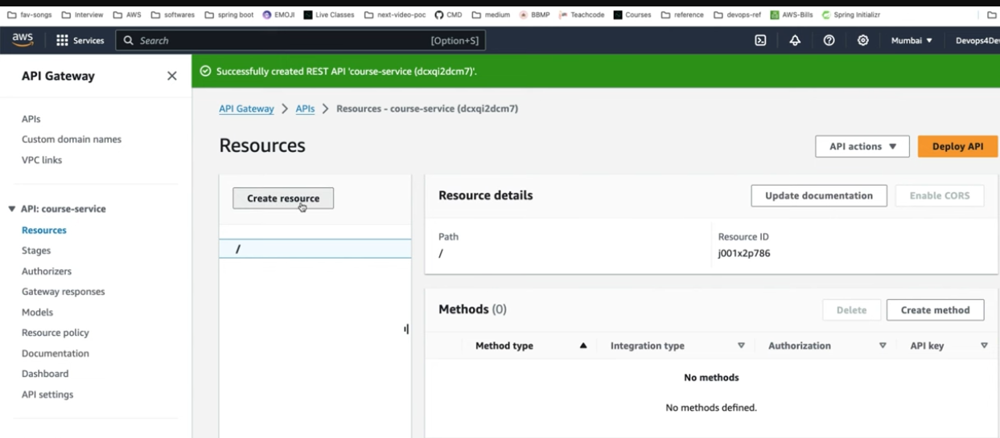 fav-songs Interview AWS softwares spring boot EMOJI Live Classes next-video-poc CMD medium BBMP Teachcode Courses reference devops-ref AWS-Bills Spring Initializr
aws Services Search [Option+S] Mumbai ▼
API Gateway
Successfully created REST API 'course-service (dcxqi2dcm7)'.
API Gateway > APIs > Resources - course-service (dcxqi2dcm7)
APIs
Custom domain names
VPC links
API: course-service
Resources
Stages
Authorizers
Gateway responses
Models
Resource policy
Documentation
Dashboard
API settings
Resources
API actions ▼ Deploy API
Create resource
/
Resource details
Update documentation Enable CORS
Path Resource ID
/ j001x2p786
Methods (0) Delete Create method
Method type Integration type Authorization API key
No methods
No methods defined.